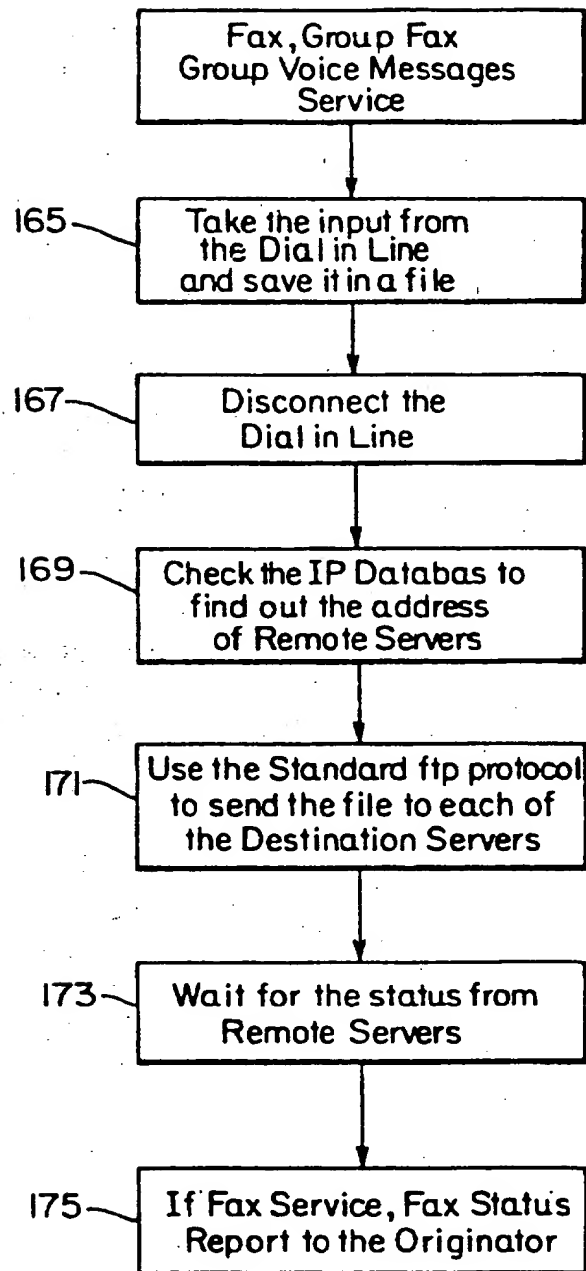 Fax, Group Fax
Group Voice Messages
Service
165
Take the input from
the Dial in Line
and save it in a file
167
Disconnect the
Dial in Line
169
Check the IP Databas to
find out the address
of Remote Servers
171
Use the Standard ftp protocol
to send the file to each of
the Destination Servers
173
Wait for the status from
Remote Servers
175
If Fax Service, Fax Status
Report to the Originator